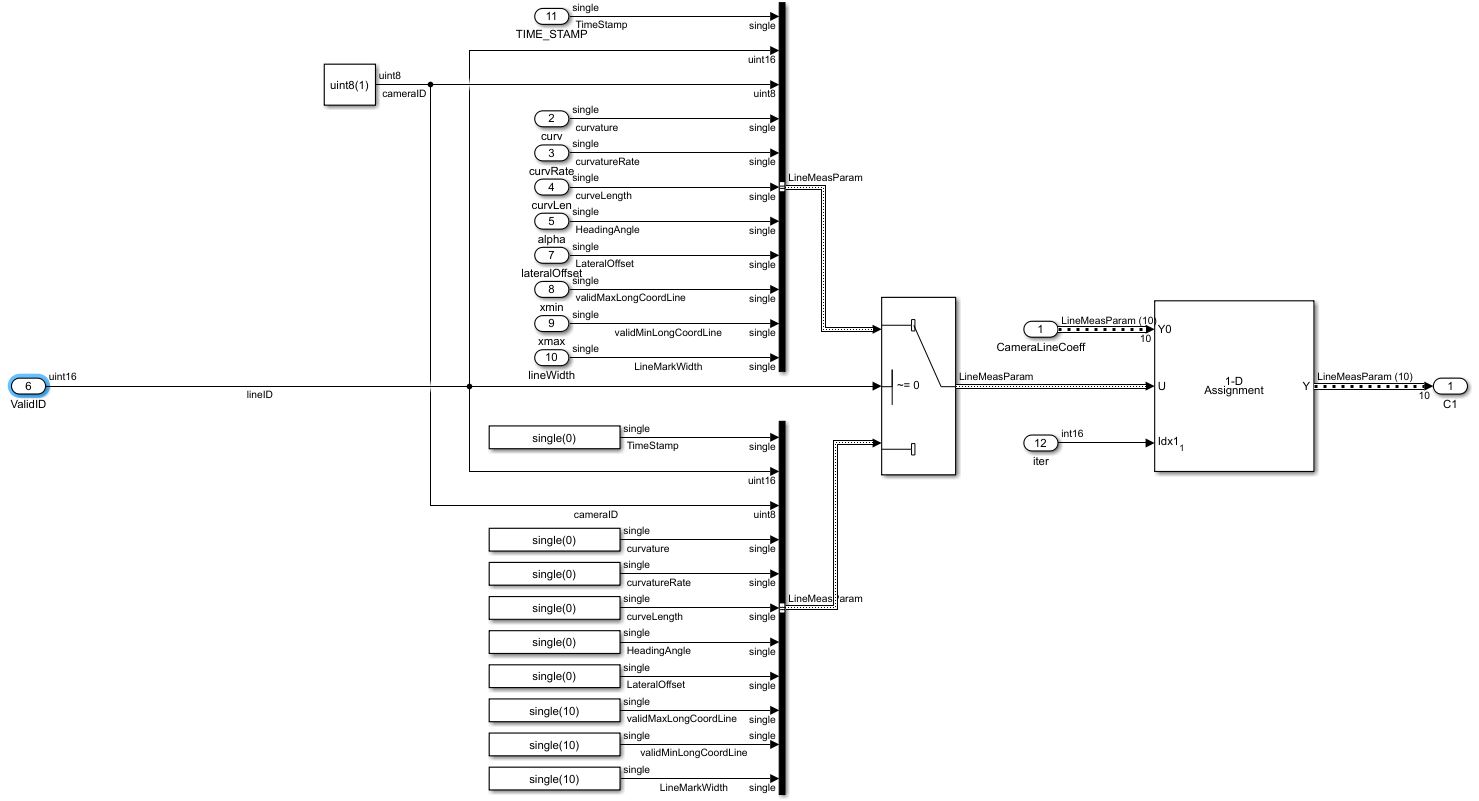 11
single
TimeStamp
single
TIME_STAMP
uint16
uint8(1)
uint8
cameraID
uint8
2
single
curvature
single
curv
3
single
curvatureRate
single
curvRate
4
single
curveLength
single
LineMeasParam
curvLen
5
single
HeadingAngle
single
alpha
7
single
LateralOffset
single
lateralOffset
8
single
validMaxLongCoordLine
single
xmin
9
single
validMinLongCoordLine
single
xmax
10
single
LineMarkWidth
single
lineWidth
6
uint16
lineID
ValidID
~= 0
LineMeasParam
1
LineMeasParam (10)
10
CameraLineCoeff
Y0
U
1-D
Assignment
Y
LineMeasParam (10)
10
1
C1
12
int16
iter
Idx1
1
single(0)
single
TimeStamp
single
uint16
cameraID
uint8
single(0)
single
curvature
single
single(0)
single
curvatureRate
single
single(0)
single
curveLength
single
LineMeasParam
single(0)
single
HeadingAngle
single
single(0)
single
LateralOffset
single
single(10)
single
validMaxLongCoordLine
single
single(10)
single
validMinLongCoordLine
single
single(10)
single
LineMarkWidth
single